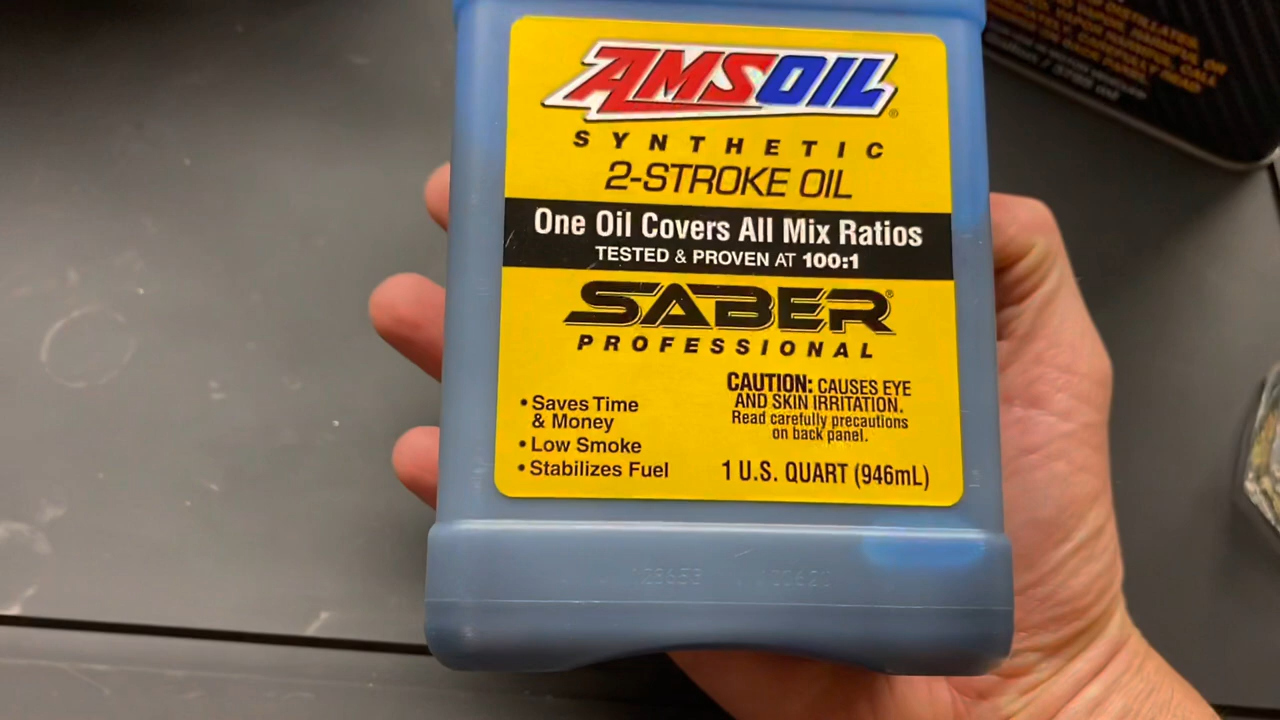 AMSOIL®
SYNTHETIC
2-STROKE OIL
One Oil Covers All Mix Ratios
TESTED & PROVEN AT 100:1
SABER®
PROFESSIONAL
• Saves Time
& Money
• Low Smoke
• Stabilizes Fuel
CAUTION: CAUSES EYE
AND SKIN IRRITATION.
Read carefully precautions
on back panel.
1 U.S. QUART (946mL)